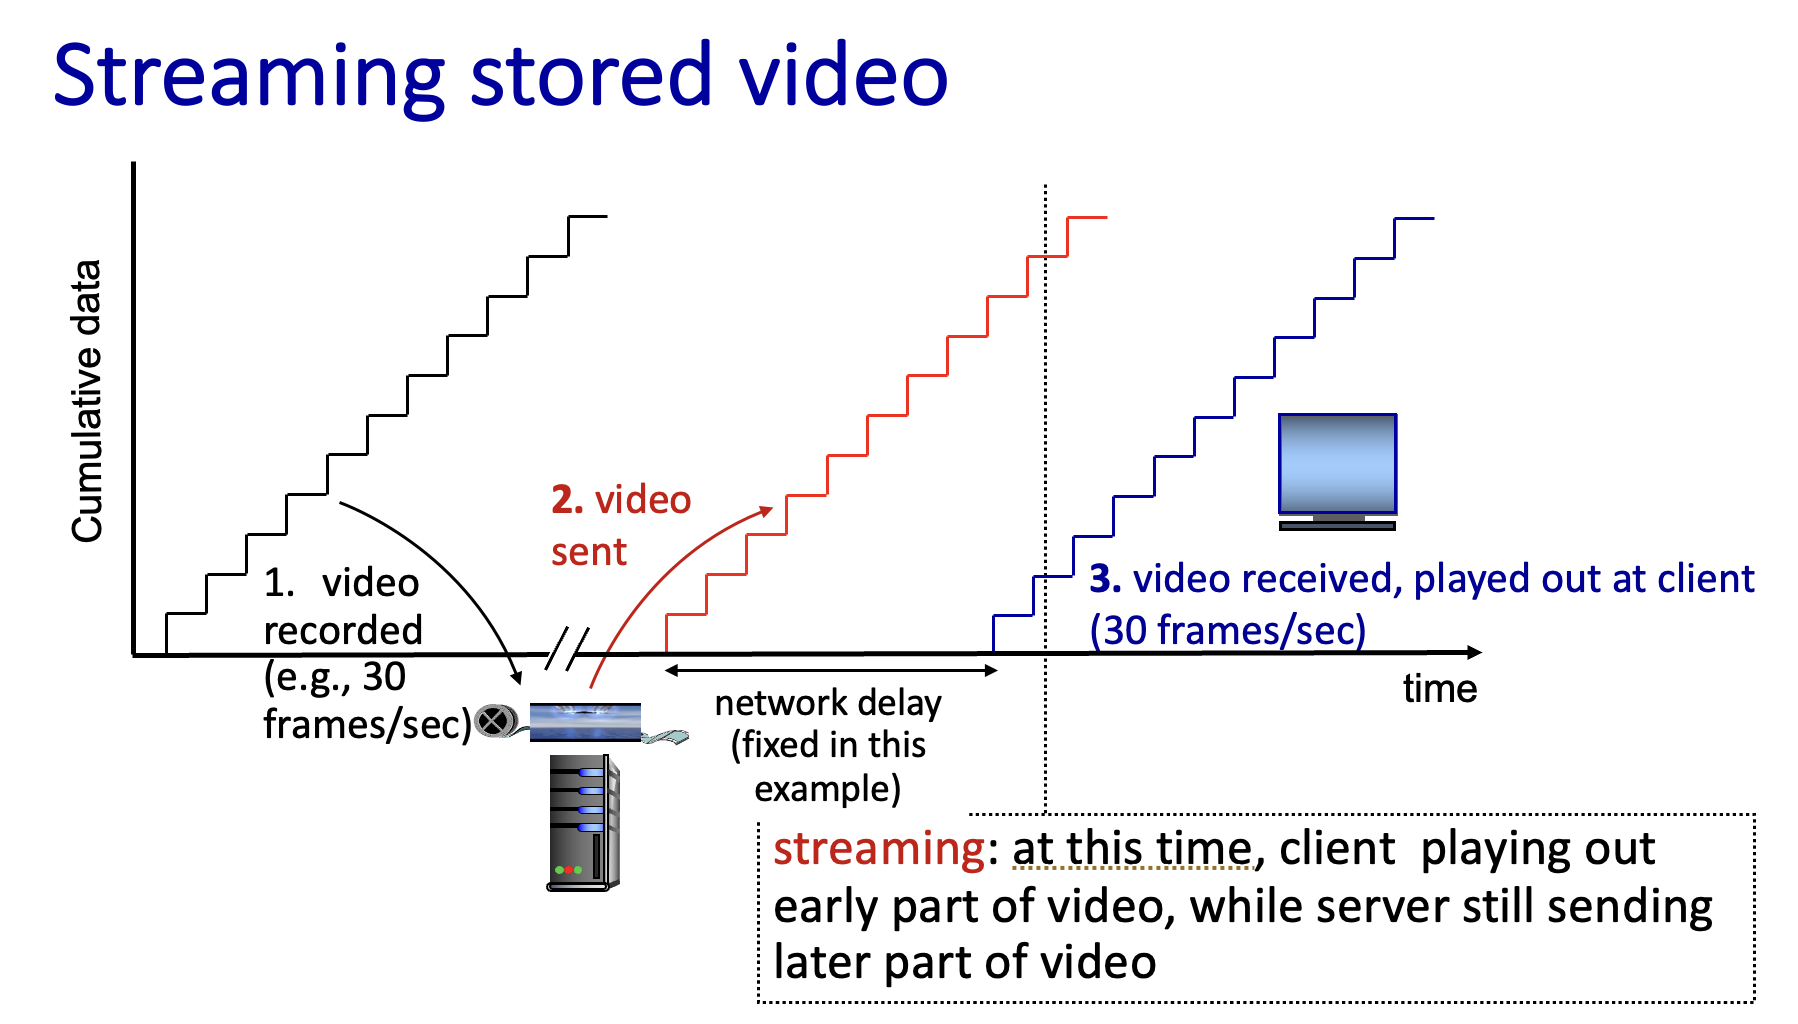 Streaming stored video
Cumulative data
1. video
recorded
(e.g., 30
frames/sec)
2. video
sent
3. video received, played out at client
(30 frames/sec)
time
network delay
(fixed in this
example)
streaming: at this time, client playing out
early part of video, while server still sending
later part of video